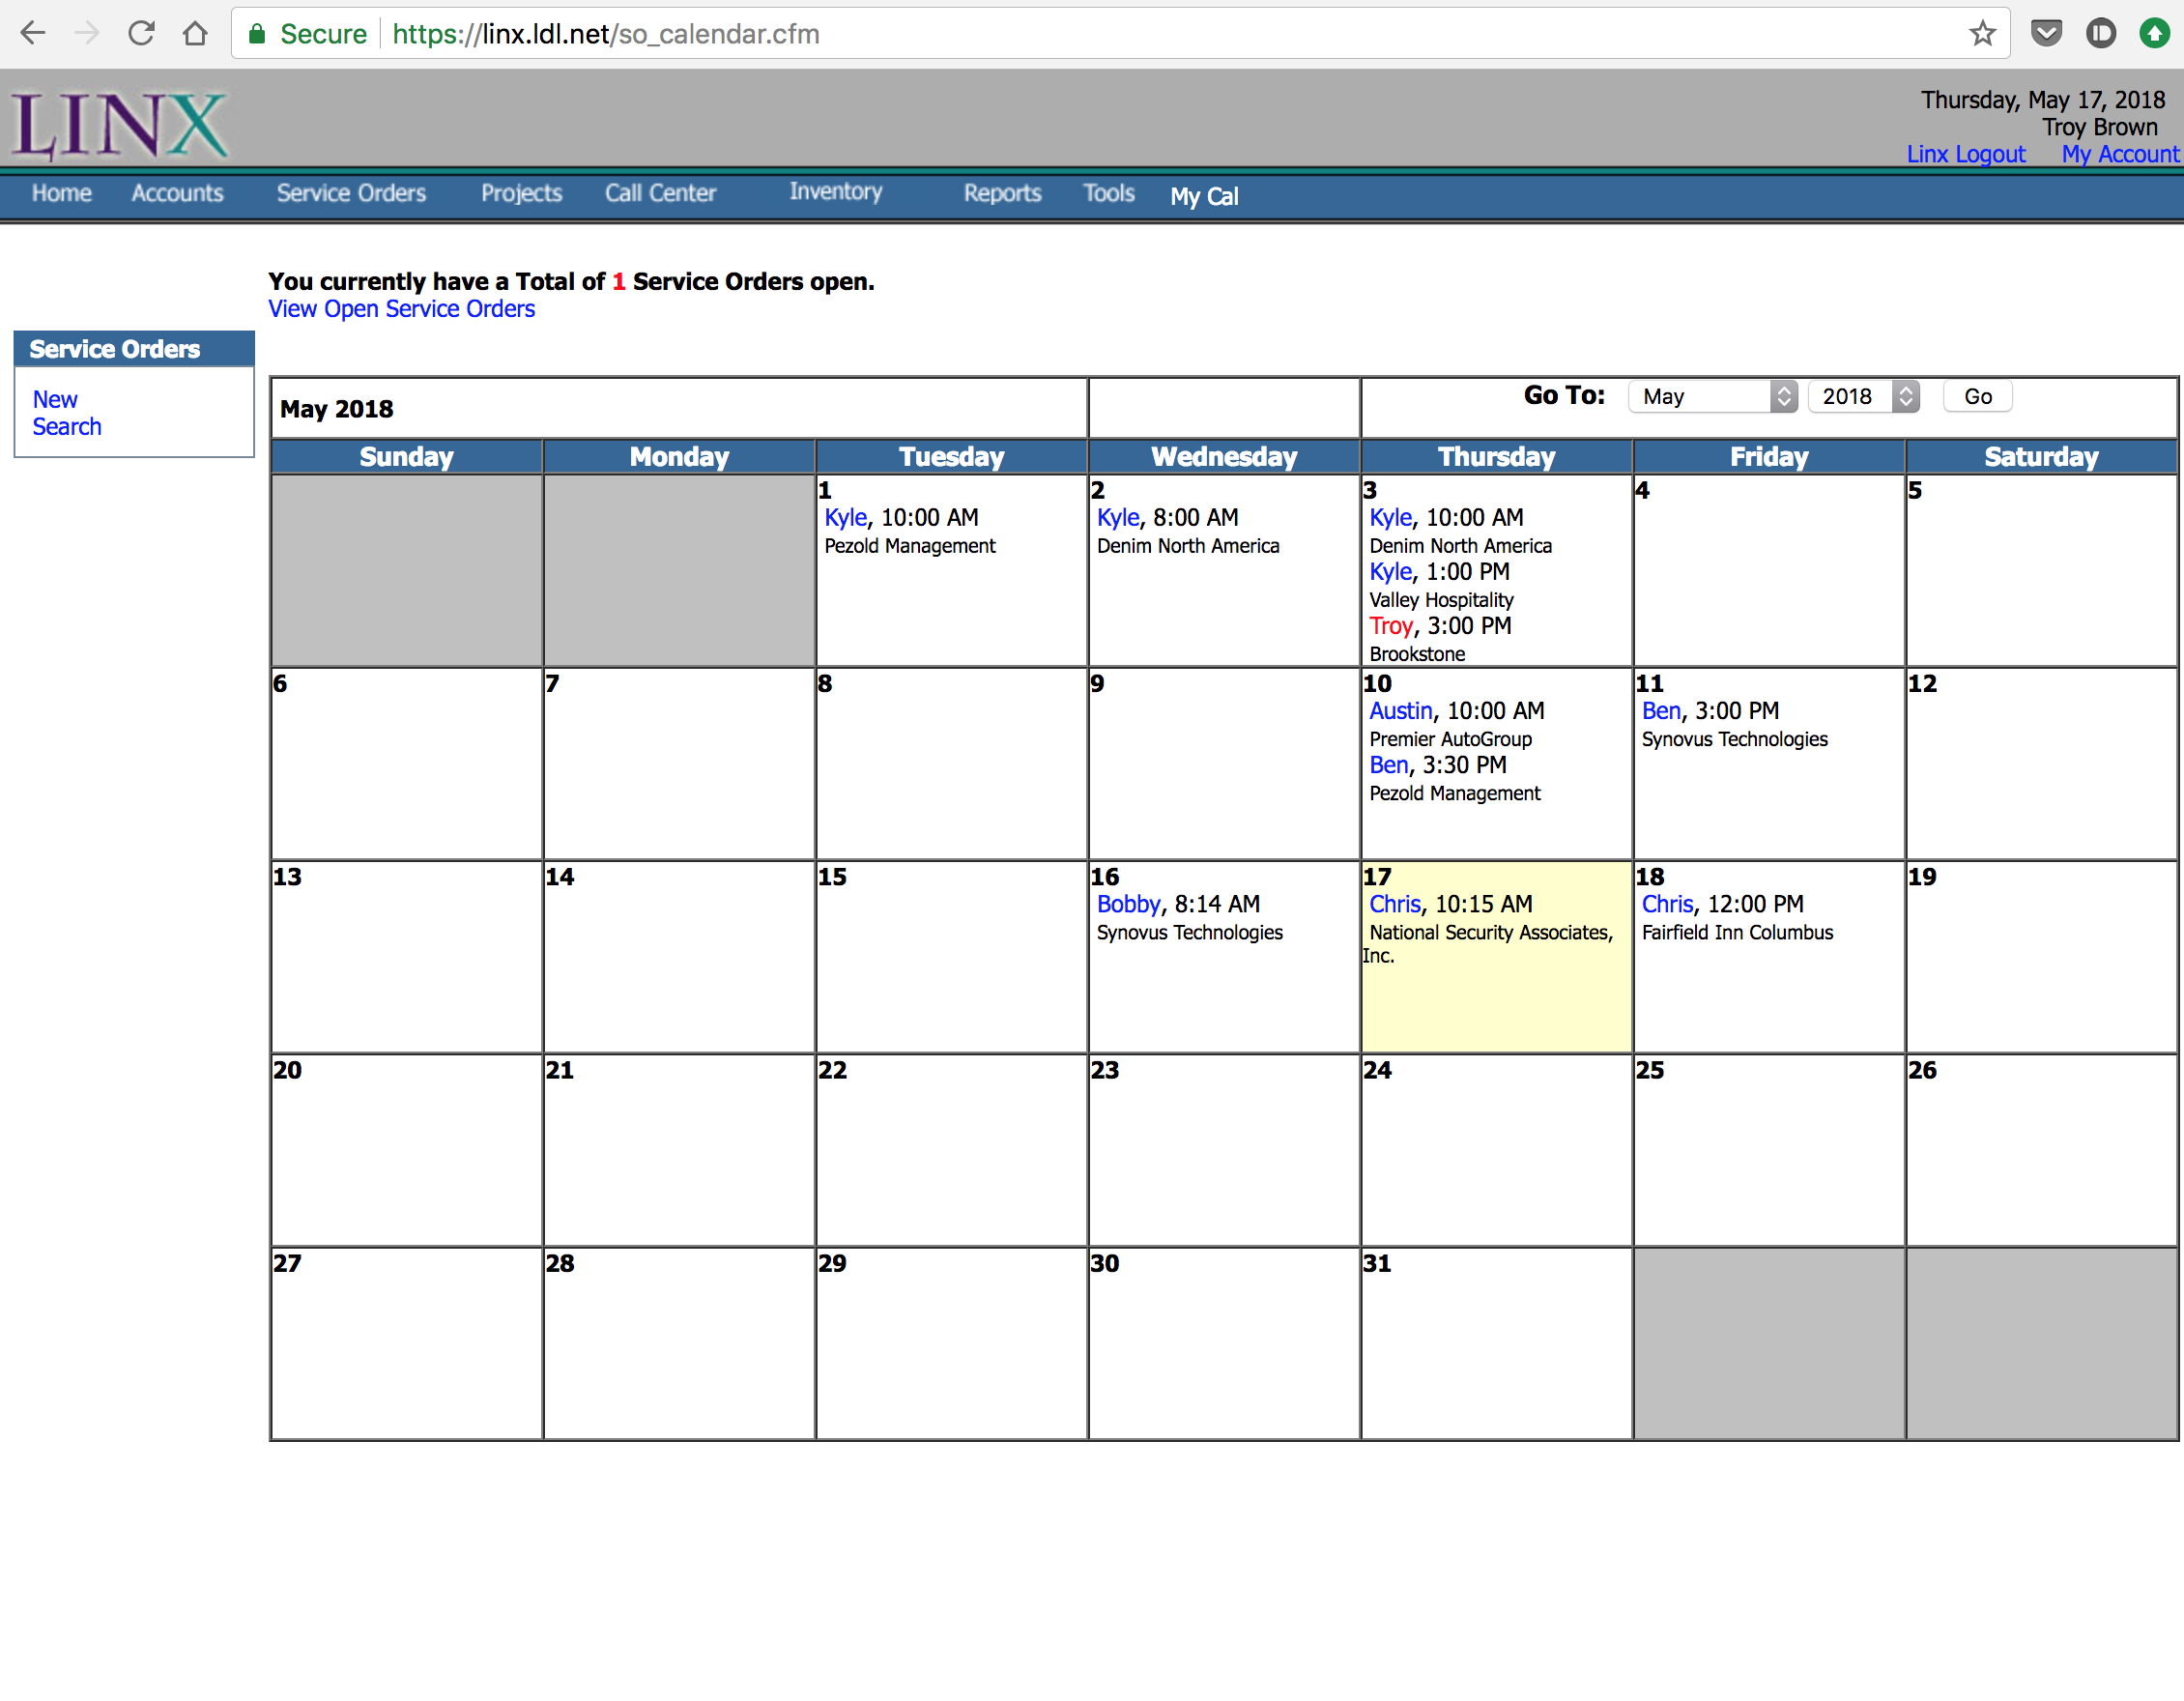 Secure https://linx.ldl.net/so_calendar.cfm
LINX
Thursday, May 17, 2018
Troy Brown
Linx Logout My Account
Home Accounts Service Orders Projects Call Center Inventory Reports Tools My Cal
You currently have a Total of 1 Service Orders open.
View Open Service Orders
Service Orders
New
Search
May 2018
Go To: May 2018 Go
Sunday Monday Tuesday Wednesday Thursday Friday Saturday
1
Kyle, 10:00 AM
Pezold Management
2
Kyle, 8:00 AM
Denim North America
3
Kyle, 10:00 AM
Denim North America
Kyle, 1:00 PM
Valley Hospitality
Troy, 3:00 PM
Brookstone
4
5
6
7
8
9
10
Austin, 10:00 AM
Premier AutoGroup
Ben, 3:30 PM
Pezold Management
11
Ben, 3:00 PM
Synovus Technologies
12
13
14
15
16
Bobby, 8:14 AM
Synovus Technologies
17
Chris, 10:15 AM
National Security Associates,
Inc.
18
Chris, 12:00 PM
Fairfield Inn Columbus
19
20
21
22
23
24
25
26
27
28
29
30
31